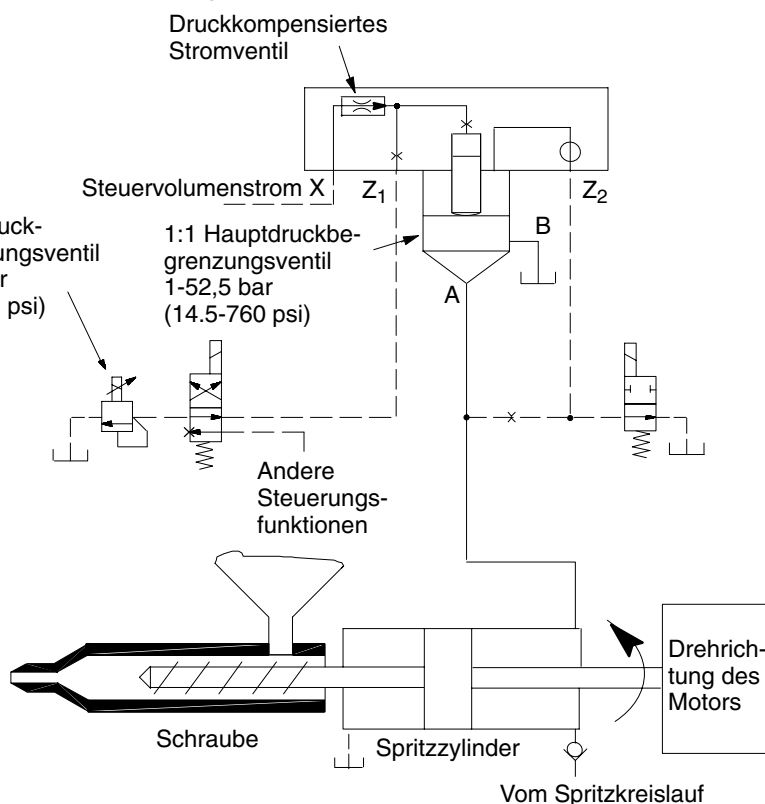 Druckkompensiertes
Stromventil
Steuervolumenstrom X
Z1
Z2
1:1 Hauptdruckbe-
grenzungsventil
1-52,5 bar
(14.5-760 psi)
B
A
psi)
Andere
Steuerungs-
funktionen
Drehrich-
tung des
Motors
Schraube
Spritzzylinder
Vom Spritzkreislauf